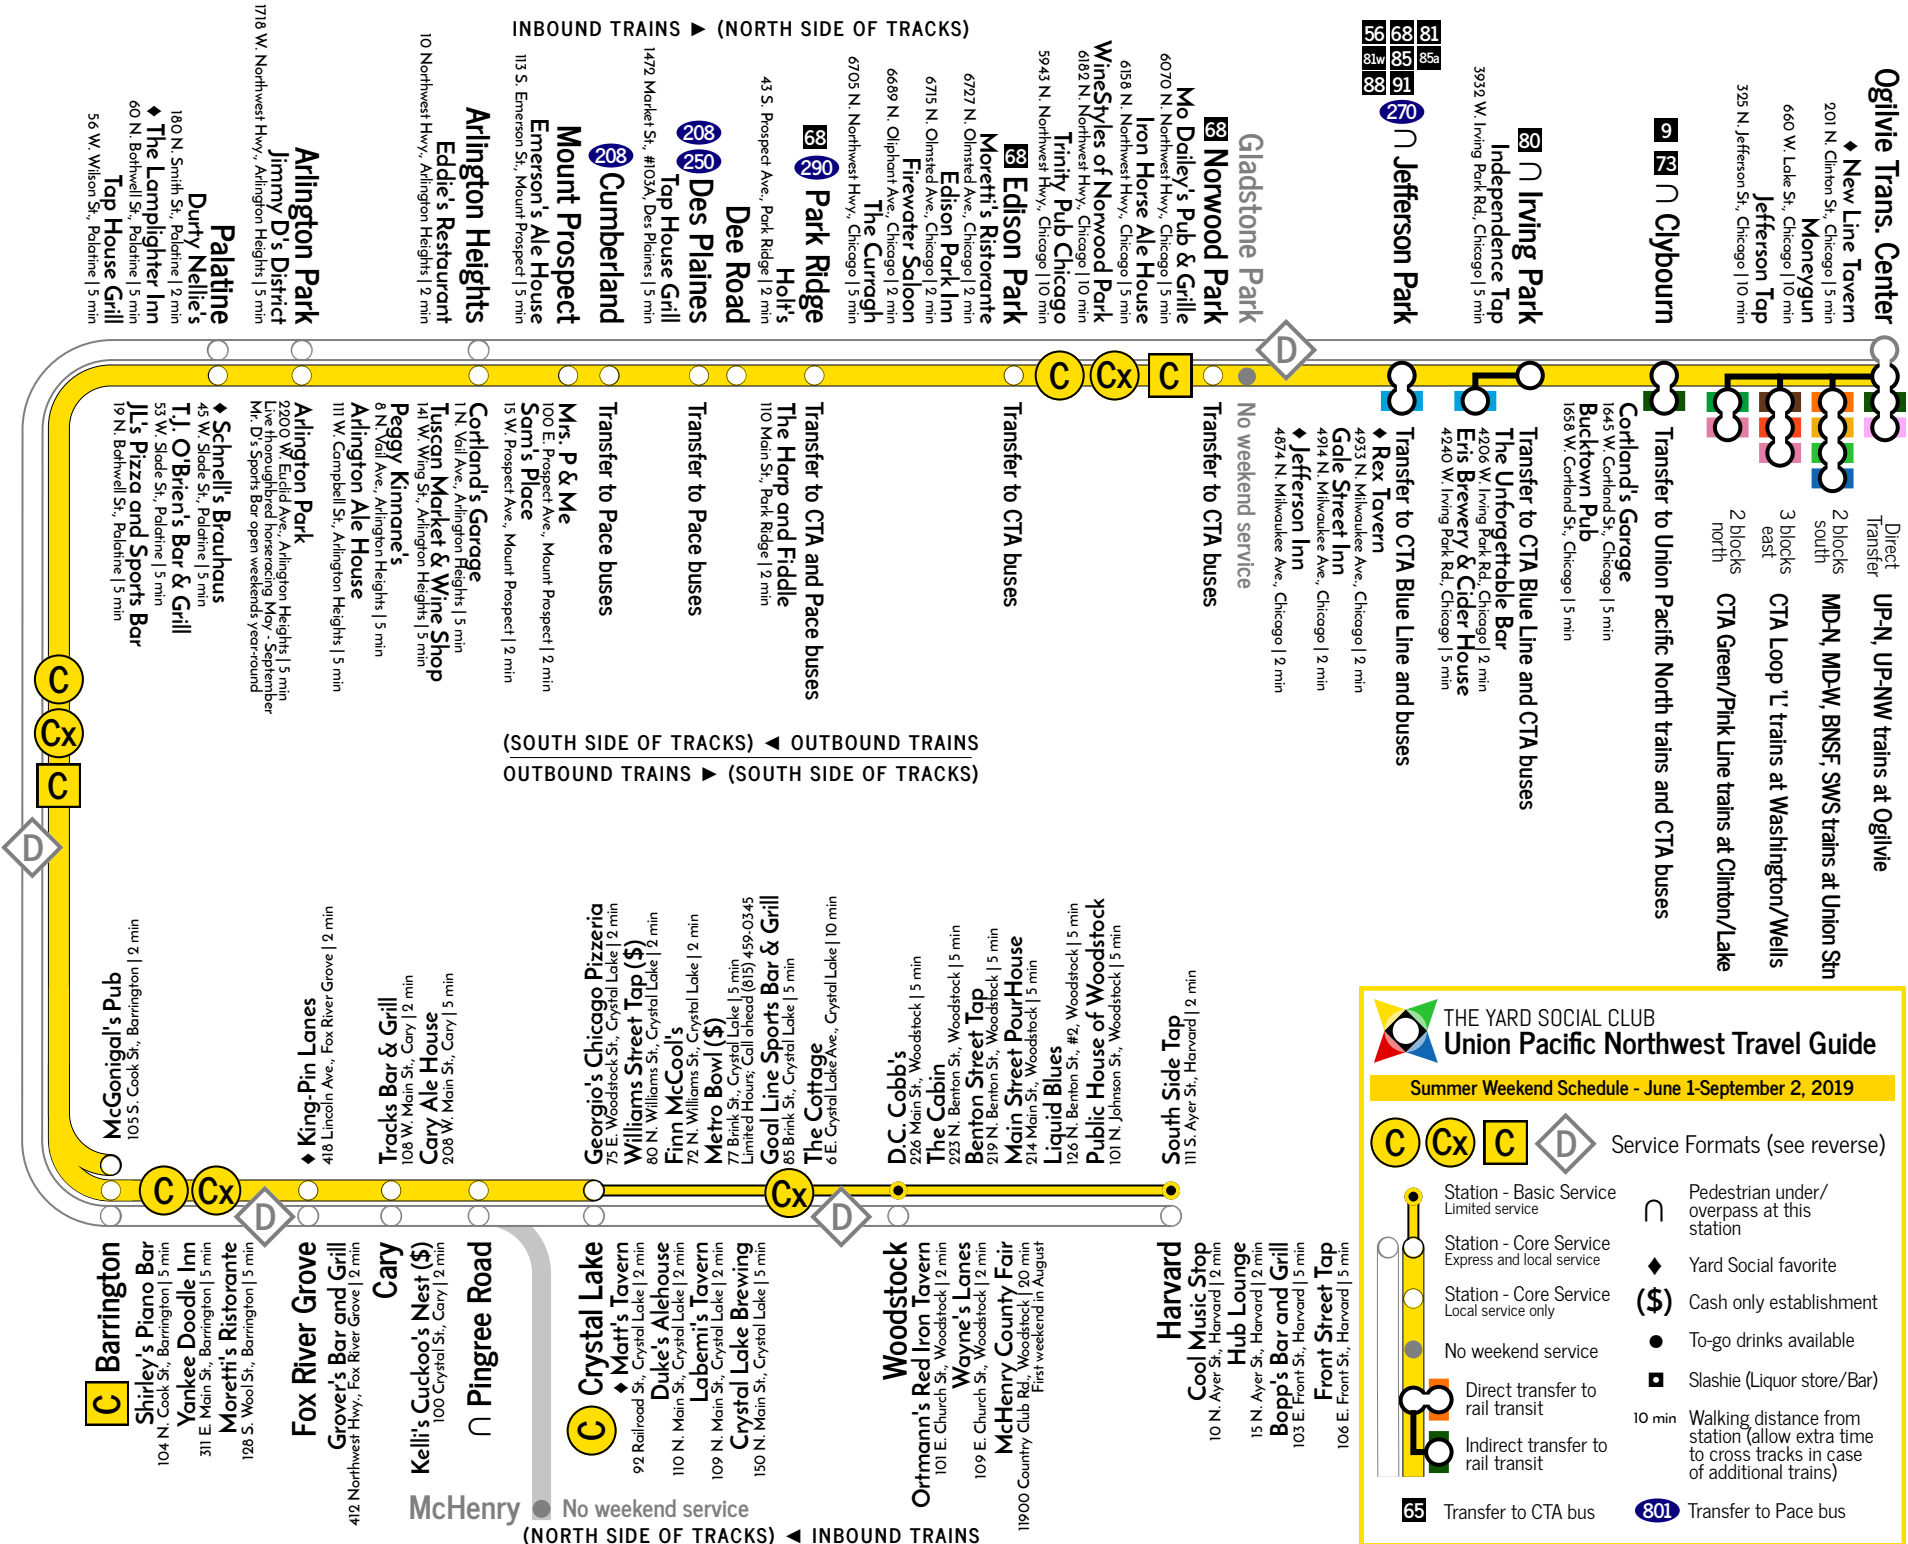 INBOUND TRAINS ► (NORTH SIDE OF TRACKS)
56 W. Wilson St., Palatine | 5 min
Tap House Grill
60 N. Bothwell St., Palatine | 5 min
♦ The Lamplighter Inn
180 N. Smith St., Palatine | 2 min
Durty Nellie's
Palatine
1718 W. Northwest Hwy., Arlington Heights | 5 min
Jimmy D's District
Arlington Park
10 Northwest Hwy., Arlington Heights | 2 min
Eddie's Restaurant
Arlington Heights
113 S. Emerson St., Mount Prospect | 5 min
Emerson's Ale House
Mount Prospect
208 Cumberland
1472 Market St., #103A, Des Plaines | 5 min
Tap House Grill
208
250 Des Plaines
Dee Road
43 S. Prospect Ave., Park Ridge | 2 min
Holt's
68
290 Park Ridge
6705 N. Northwest Hwy., Chicago | 5 min
The Curragh
6689 N. Oliphant Ave., Chicago | 2 min
Firewater Saloon
6715 N. Olmsted Ave., Chicago | 2 min
Edison Park Inn
6727 N. Olmsted Ave., Chicago | 2 min
Moretti's Ristorante
68 Edison Park
5943 N. Northwest Hwy., Chicago | 10 min
Trinity Pub Chicago
6182 N. Northwest Hwy., Chicago | 10 min
WineStyles of Norwood Park
6158 N. Northwest Hwy., Chicago | 5 min
Iron Horse Ale House
6070 N. Northwest Hwy., Chicago | 5 min
Mo Dailey's Pub & Grille
68 Norwood Park
Gladstone Park
56 68 81
81w 85 85a
88 91
270
∩ Jefferson Park
3932 W. Irving Park Rd., Chicago | 5 min
Independence Tap
80 ∩ Irving Park
9
73 ∩ Clybourn
325 N. Jefferson St., Chicago | 10 min
Jefferson Tap
660 W. Lake St., Chicago | 5 min
Moneygun
201 N. Clinton St., Chicago | 5 min
♦ New Line Tavern
Ogilvie Trans. Center
D
C Cx C
19 N. Bothwell St., Palatine | 5 min
JL's Pizza and Sports Bar
53 W. Slade St., Palatine | 5 min
T.J. O'Brien's Bar & Grill
45 W. Slade St., Palatine | 5 min
♦ Schnell's Brauhaus
Mr. D's Sports Bar open weekends year-round
Live thoroughbred horseracing May - September
2200 W. Euclid Ave., Arlington Heights | 5 min
Arlington Park
111 W. Campbell St., Arlington Heights | 5 min
Arlington Ale House
8 N. Vail Ave., Arlington Heights | 5 min
Peggy Kinnane's
141 W. Wing St., Arlington Heights | 5 min
Tuscan Market & Wine Shop
1 N. Vail Ave., Arlington Heights | 5 min
Cortland's Garage
15 W. Prospect Ave., Mount Prospect | 2 min
Sam's Place
100 E. Prospect Ave., Mount Prospect | 2 min
Mrs. P & Me
Transfer to Pace buses
Transfer to Pace buses
110 Main St., Park Ridge | 2 min
The Harp and Fiddle
Transfer to CTA and Pace buses
Transfer to CTA buses
Transfer to CTA buses
No weekend service
4874 N. Milwaukee Ave., Chicago | 2 min
♦ Jefferson Inn
4914 N. Milwaukee Ave., Chicago | 2 min
Gale Street Inn
4933 N. Milwaukee Ave., Chicago | 2 min
♦ Rex Tavern
Transfer to CTA Blue Line and buses
4240 W. Irving Park Rd., Chicago | 5 min
Eris Brewery & Cider House
4206 W. Irving Park Rd., Chicago | 2 min
The Unforgettable Bar
Transfer to CTA Blue Line and CTA buses
1658 W. Cortland St., Chicago | 5 min
Bucktown Pub
1645 W. Cortland St., Chicago | 5 min
Cortland's Garage
Transfer to Union Pacific North trains and CTA buses
2 blocks
north
CTA Green/Pink Line trains at Clinton/Lake
3 blocks
east
CTA Loop 'L' trains at Washington/Wells
2 blocks
south
MD-N, MD-W, BNSF, SWS trains at Union Stn
Direct
Transfer
UP-N, UP-NW trains at Ogilvie
C
Cx
C
D
(SOUTH SIDE OF TRACKS) ◄ OUTBOUND TRAINS
OUTBOUND TRAINS ► (SOUTH SIDE OF TRACKS)
McGonigal's Pub
105 S. Cook St., Barrington | 2 min
♦ King-Pin Lanes
418 Lincoln Ave., Fox River Grove | 2 min
Tracks Bar & Grill
108 W. Main St., Cary | 2 min
Cary Ale House
208 W. Main St., Cary | 5 min
Georgio's Chicago Pizzeria
75 E. Woodstock St., Crystal Lake | 2 min
Williams Street Tap ($)
80 N. Williams St., Crystal Lake | 2 min
Finn McCool's
72 N. Williams St., Crystal Lake | 2 min
Metro Bowl ($)
77 Brink St., Crystal Lake | 5 min
Limited Hours; Call ahead (815) 459-0345
Goal Line Sports Bar & Grill
85 Brink St., Crystal Lake | 5 min
The Cottage
6 E. Crystal Lake Ave., Crystal Lake | 10 min
D.C. Cobb's
226 Main St., Woodstock | 5 min
The Cabin
223 N. Benton St., Woodstock | 5 min
Benton Street Tap
219 N. Benton St., Woodstock | 5 min
Main Street PourHouse
214 Main St., Woodstock | 5 min
Liquid Blues
126 N. Benton St., #2, Woodstock | 5 min
Public House of Woodstock
101 N. Johnson St., Woodstock | 5 min
South Side Tap
111 S. Ayer St., Harvard | 2 min
C Cx D Cx D
C Barrington
Shirley's Piano Bar
104 N. Cook St., Barrington | 5 min
Yankee Doodle Inn
311 E. Main St., Barrington | 5 min
Moretti's Ristorante
128 S. Wool St., Barrington | 5 min
Fox River Grove
Grover's Bar and Grill
412 Northwest Hwy., Fox River Grove | 2 min
Cary
Kelli's Cuckoo's Nest ($)
100 Crystal St., Cary | 2 min
∩ Pingree Road
McHenry
No weekend service
C Crystal Lake
♦ Matt's Tavern
92 Railroad St., Crystal Lake | 2 min
Duke's Alehouse
110 N. Main St., Crystal Lake | 2 min
Labemi's Tavern
109 N. Main St., Crystal Lake | 2 min
Crystal Lake Brewing
150 N. Main St., Crystal Lake | 5 min
Woodstock
Ortmann's Red Iron Tavern
101 E. Church St., Woodstock | 2 min
Wayne's Lanes
109 E. Church St., Woodstock | 2 min
McHenry County Fair
11900 Country Club Rd., Woodstock | 20 min
First weekend in August
Harvard
Cool Music Stop
10 N. Ayer St., Harvard | 2 min
Hub Lounge
15 N. Ayer St., Harvard | 2 min
Bopp's Bar and Grill
103 E. Front St., Harvard | 5 min
Front Street Tap
106 E. Front St., Harvard | 5 min
(NORTH SIDE OF TRACKS) ◄ INBOUND TRAINS
THE YARD SOCIAL CLUB
Union Pacific Northwest Travel Guide
Summer Weekend Schedule - June 1-September 2, 2019
C Cx C D Service Formats (see reverse)
Station - Basic Service
Limited service
Station - Core Service
Express and local service
Station - Core Service
Local service only
No weekend service
Direct transfer to
rail transit
Indirect transfer to
rail transit
65 Transfer to CTA bus
∩ Pedestrian under/
overpass at this
station
♦ Yard Social favorite
($) Cash only establishment
● To-go drinks available
Slashie (Liquor store/Bar)
10 min Walking distance from
station (allow extra time
to cross tracks in case
of additional trains)
801 Transfer to Pace bus